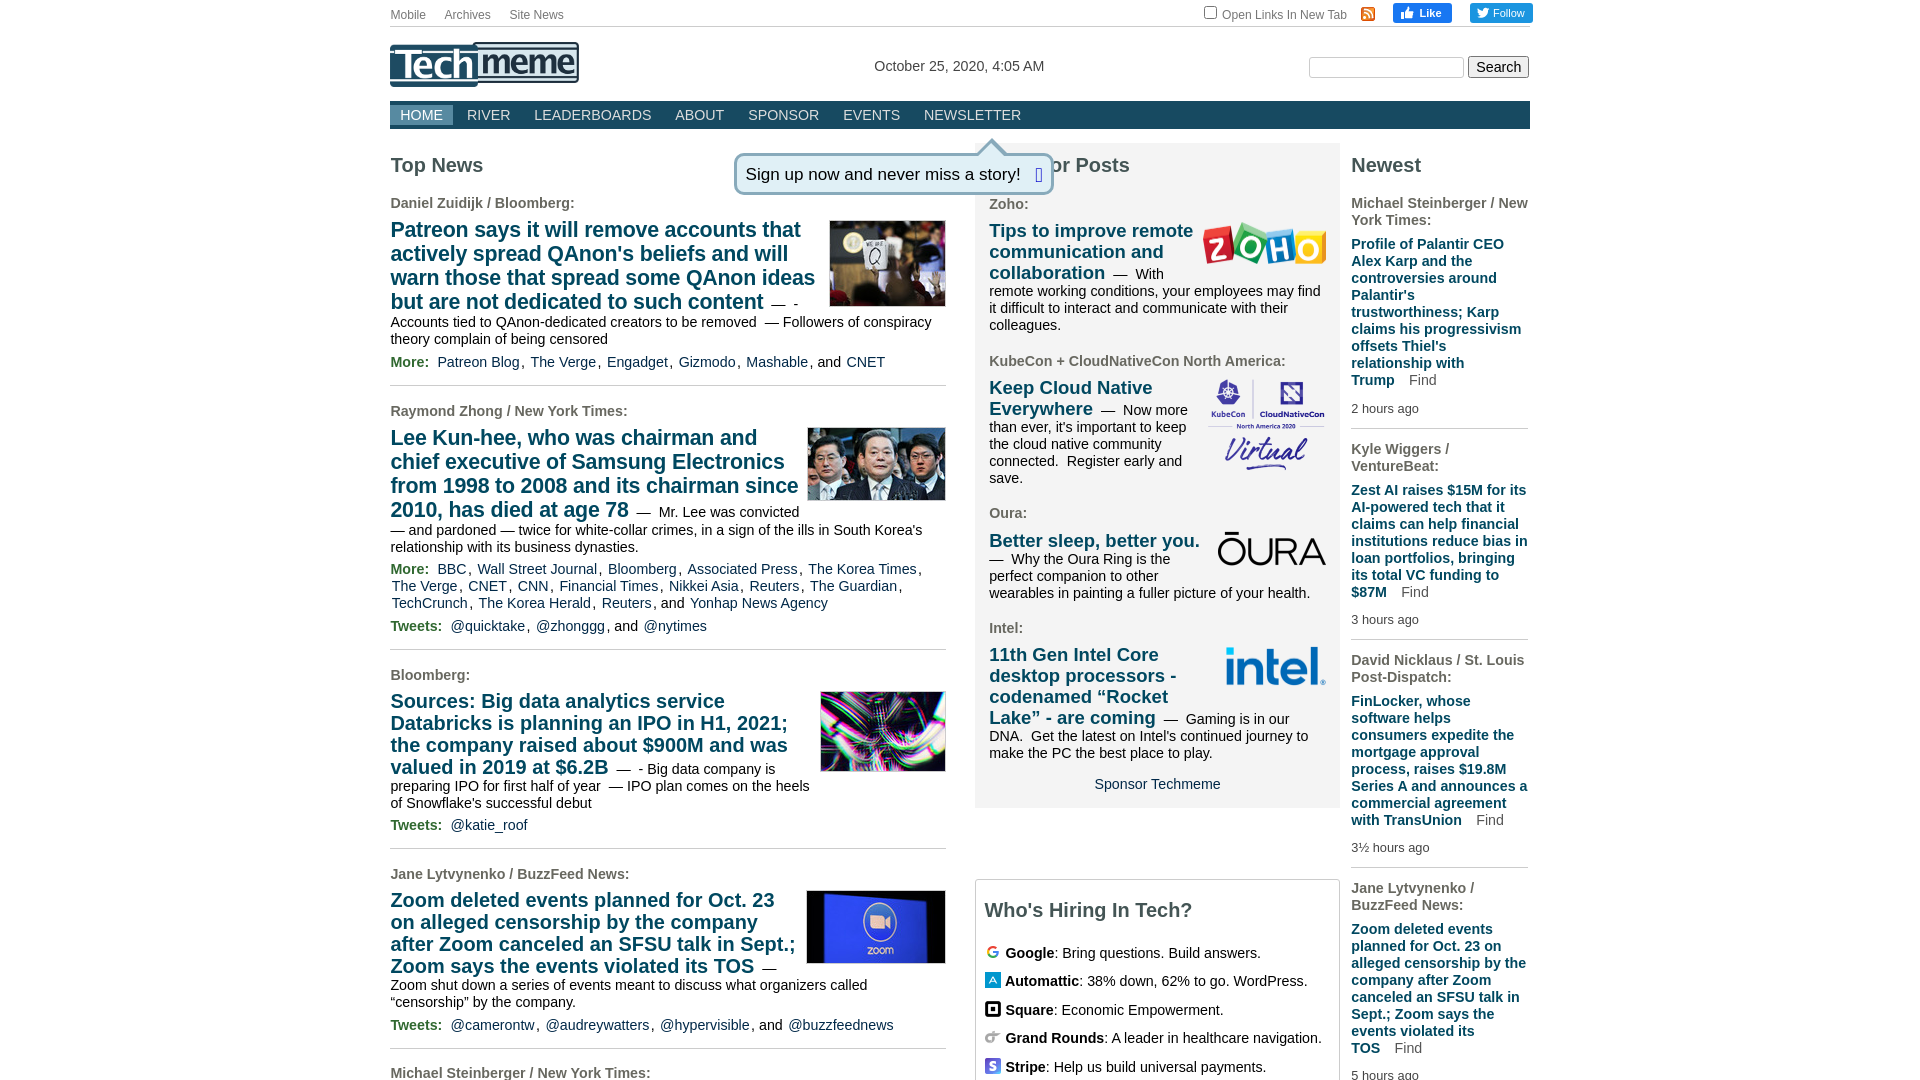 Mobile Archives Site News
Open Links In New Tab
Like
Follow
Techmeme
October 25, 2020, 4:05 AM
Search
HOME RIVER LEADERBOARDS ABOUT SPONSOR EVENTS NEWSLETTER
Sign up now and never miss a story!
Top News
Daniel Zuidijk / Bloomberg:
Patreon says it will remove accounts that
actively spread QAnon's beliefs and will
warn those that spread some QAnon ideas
but are not dedicated to such content — -
Accounts tied to QAnon-dedicated creators to be removed — Followers of conspiracy
theory complain of being censored
More: Patreon Blog, The Verge, Engadget, Gizmodo, Mashable, and CNET
Raymond Zhong / New York Times:
Lee Kun-hee, who was chairman and
chief executive of Samsung Electronics
from 1998 to 2008 and its chairman since
2010, has died at age 78 — Mr. Lee was convicted
— and pardoned — twice for white-collar crimes, in a sign of the ills in South Korea's
relationship with its business dynasties.
More: BBC, Wall Street Journal, Bloomberg, Associated Press, The Korea Times,
The Verge, CNET, CNN, Financial Times, Nikkei Asia, Reuters, The Guardian,
TechCrunch, The Korea Herald, Reuters, and Yonhap News Agency
Tweets: @quicktake, @zhonggg, and @nytimes
Bloomberg:
Sources: Big data analytics service
Databricks is planning an IPO in H1, 2021;
the company raised about $900M and was
valued in 2019 at $6.2B — - Big data company is
preparing IPO for first half of year — IPO plan comes on the heels
of Snowflake's successful debut
Tweets: @katie_roof
Jane Lytvynenko / BuzzFeed News:
Zoom deleted events planned for Oct. 23
on alleged censorship by the company
after Zoom canceled an SFSU talk in Sept.;
Zoom says the events violated its TOS —
Zoom shut down a series of events meant to discuss what organizers called
“censorship” by the company.
zoom
Tweets: @camerontw, @audreywatters, @hypervisible, and @buzzfeednews
Michael Steinberger / New York Times:
or Posts
Zoho:
Tips to improve remote
communication and
collaboration — With
remote working conditions, your employees may find
it difficult to interact and communicate with their
colleagues.
ZOHO
KubeCon + CloudNativeCon North America:
Keep Cloud Native
Everywhere — Now more
than ever, it's important to keep
the cloud native community
connected. Register early and
save.
KubeCon CloudNativeCon
North America 2020
Virtual
Oura:
Better sleep, better you.
— Why the Oura Ring is the
perfect companion to other
wearables in painting a fuller picture of your health.
ŌURA
Intel:
11th Gen Intel Core
desktop processors -
codenamed “Rocket
Lake” - are coming — Gaming is in our
DNA. Get the latest on Intel's continued journey to
make the PC the best place to play.
intel.
Sponsor Techmeme
Who's Hiring In Tech?
Google: Bring questions. Build answers.
Automattic: 38% down, 62% to go. WordPress.
Square: Economic Empowerment.
Grand Rounds: A leader in healthcare navigation.
Stripe: Help us build universal payments.
Newest
Michael Steinberger / New
York Times:
Profile of Palantir CEO
Alex Karp and the
controversies around
Palantir's
trustworthiness; Karp
claims his progressivism
offsets Thiel's
relationship with
Trump Find
2 hours ago
Kyle Wiggers /
VentureBeat:
Zest AI raises $15M for its
AI-powered tech that it
claims can help financial
institutions reduce bias in
loan portfolios, bringing
its total VC funding to
$87M Find
3 hours ago
David Nicklaus / St. Louis
Post-Dispatch:
FinLocker, whose
software helps
consumers expedite the
mortgage approval
process, raises $19.8M
Series A and announces a
commercial agreement
with TransUnion Find
3½ hours ago
Jane Lytvynenko /
BuzzFeed News:
Zoom deleted events
planned for Oct. 23 on
alleged censorship by the
company after Zoom
canceled an SFSU talk in
Sept.; Zoom says the
events violated its
TOS Find
5 hours ago